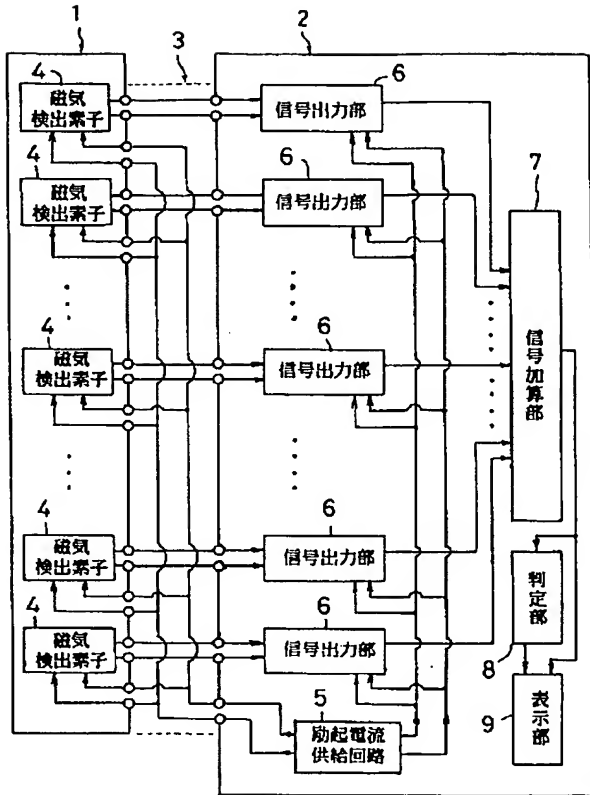 1
2
3
4
磁気
検出素子
6
信号出力部
4
磁気
検出素子
6
信号出力部
7
信号加算部
4
磁気
検出素子
6
信号出力部
4
磁気
検出素子
6
信号出力部
4
磁気
検出素子
6
信号出力部
判定部
8
5
励起電流
供給回路
表示部
9